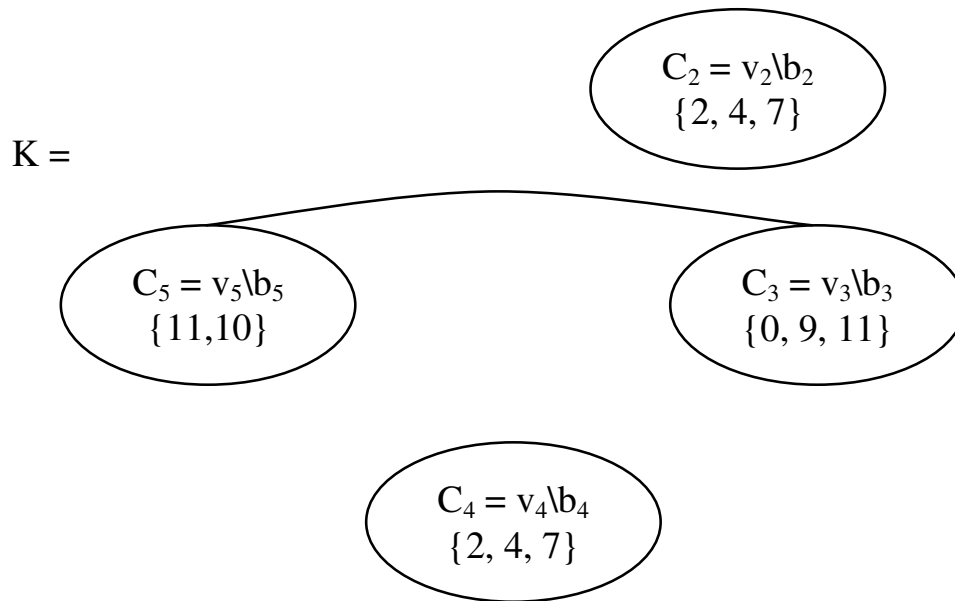 C₂ = v₂\b₂
{2, 4, 7}
K =
C₅ = v₅\b₅
{11,10}
C₃ = v₃\b₃
{0, 9, 11}
C₄ = v₄\b₄
{2, 4, 7}